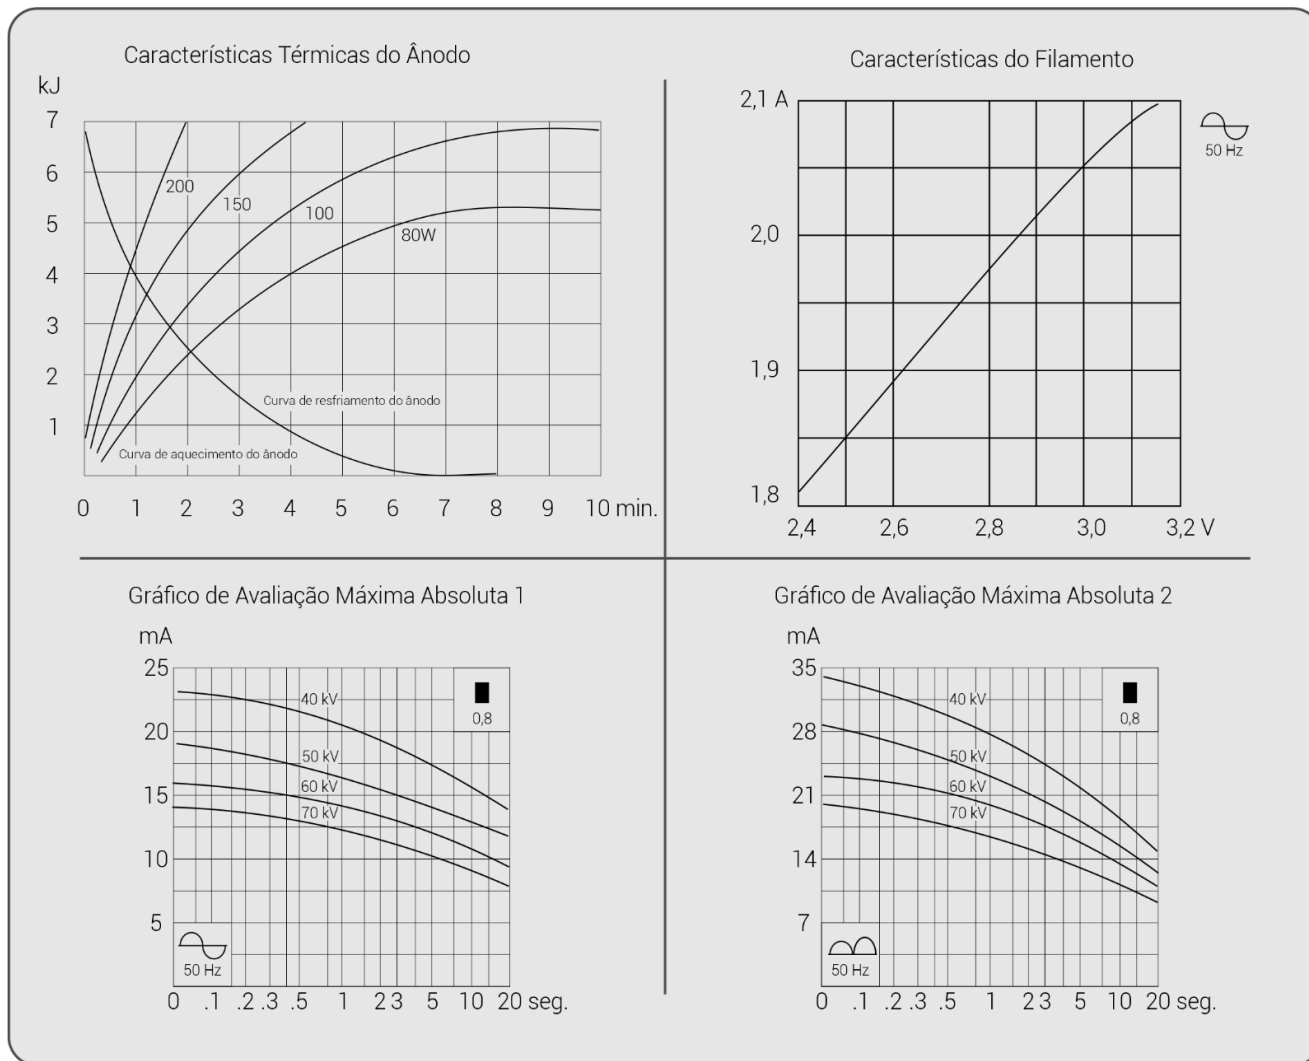 Características Térmicas do Ânodo
kJ
7
6
5
4
3
2
1
200
150
100
80W
Curva de resfriamento do ânodo
Curva de aquecimento do ânodo
0 1 2 3 4 5 6 7 8 9 10 min.
Características do Filamento
2,1 A
2,0
1,9
1,8
50 Hz
2,4 2,6 2,8 3,0 3,2 V
Gráfico de Avaliação Máxima Absoluta 1
mA
25
20
15
10
5
40 kV
50 kV
60 kV
70 kV
0,8
50 Hz
0 .1 .2 .3 .5 1 2 3 5 10 20 seg.
Gráfico de Avaliação Máxima Absoluta 2
mA
35
28
21
14
7
40 kV
50 kV
60 kV
70 kV
0,8
50 Hz
0 .1 .2 .3 .5 1 2 3 5 10 20 seg.